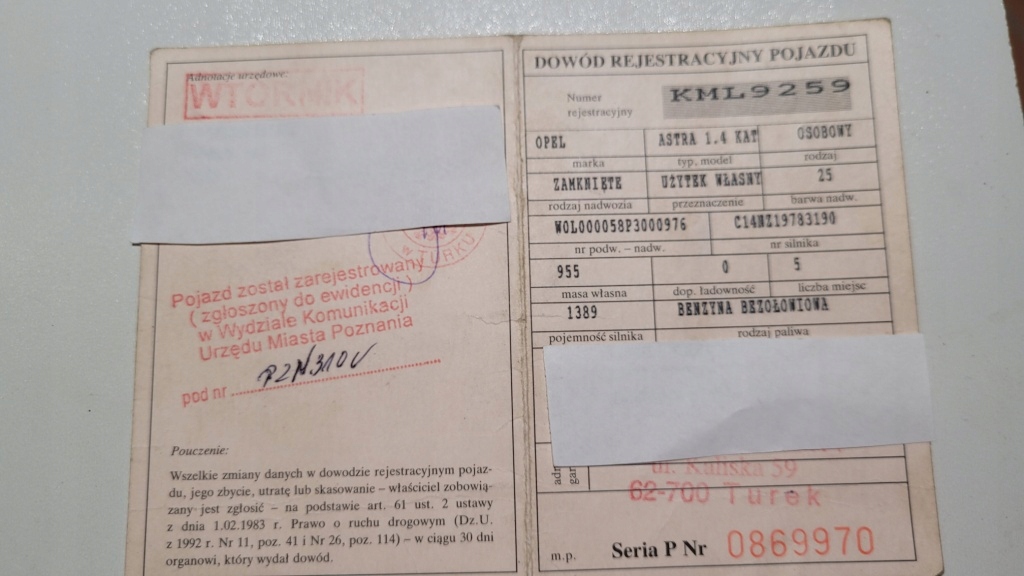 Adnotacje urzędowe:
WTÓRNIK
TURKU
Pojazd został zarejestrowany
( zgłoszony do ewidencji )
w Wydziale Komunikacji
Urzędu Miasta Poznania
pod nr
Pouczenie:
Wszelkie zmiany danych w dowodzie rejestracyjnym pojaz-
du, jego zbycie, utratę lub skasowanie – właściciel zobowią-
zany jest zgłosić – na podstawie art. 61 ust. 2 ustawy
z dnia 1.02.1983 r. Prawo o ruchu drogowym (Dz.U.
z 1992 r. Nr 11, poz. 41 i Nr 26, poz. 114) – w ciągu 30 dni
organowi, który wydał dowód.
DOWÓD REJESTRACYJNY POJAZDU
Numer
rejestracyjny
KML9259
OPEL ASTRA 1.4 KAT OSOBOWY
marka typ, model rodzaj
ZAMKNIĘTE UŻYTEK WŁASNY 25
rodzaj nadwozia przeznaczenie barwa nadw.
W0L000058P3000976 C14NZ19783190
nr podw. – nadw. nr silnika
955 0 5
masa własna dop. ładowność liczba miejsc
1389 BENZYNA BEZOŁOWIOWA
pojemność silnika rodzaj paliwa
ul. Kaliska 59
62-700 Turek
m.p. Seria P Nr 0869970